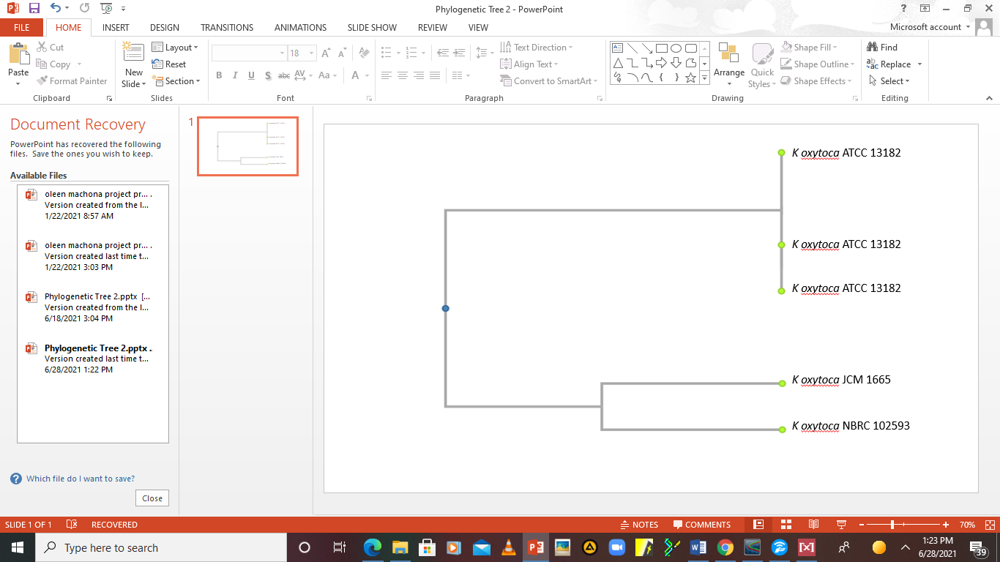 Phylogenetic Tree 2 - PowerPoint
FILE HOME INSERT DESIGN TRANSITIONS ANIMATIONS SLIDE SHOW REVIEW VIEW Microsoft account
Paste
Cut
Copy
Format Painter
Clipboard
New Slide
Layout
Reset
Section
Slides
18
B I U S abc AV Aa A
Font
Text Direction
Align Text
Convert to SmartArt
Paragraph
Arrange
Quick Styles
Shape Fill
Shape Outline
Shape Effects
Drawing
Find
Replace
Select
Editing
Document Recovery
PowerPoint has recovered the following
files. Save the ones you wish to keep.
Available Files
oleen machona project pr... .
Version created from the l...
1/22/2021 8:57 AM
oleen machona project pr... .
Version created last time t...
1/22/2021 3:03 PM
Phylogenetic Tree 2.pptx [...
Version created from the l...
6/18/2021 3:04 PM
Phylogenetic Tree 2.pptx .
Version created last time t...
6/28/2021 1:22 PM
Which file do I want to save?
Close
1
K oxytoca ATCC 13182
K oxytoca ATCC 13182
K oxytoca ATCC 13182
K oxytoca JCM 1665
K oxytoca NBRC 102593
SLIDE 1 OF 1 RECOVERED NOTES COMMENTS 70%
Type here to search
1:23 PM
6/28/2021
39